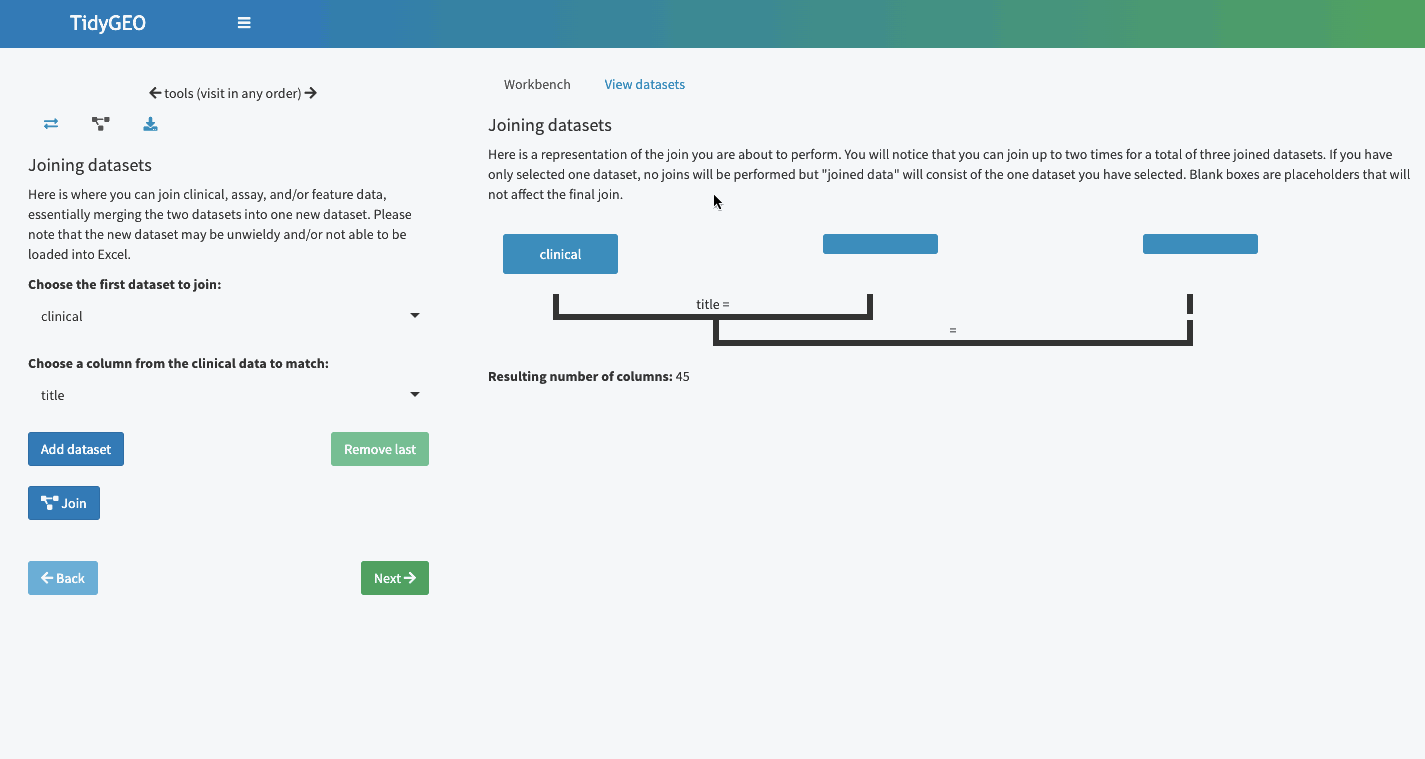 TidyGEO
tools (visit in any order)
Joining datasets
Here is where you can join clinical, assay, and/or feature data,
essentially merging the two datasets into one new dataset. Please
note that the new dataset may be unwieldy and/or not able to be
loaded into Excel.
Choose the first dataset to join:
clinical
Choose a column from the clinical data to match:
title
Add dataset
Remove last
Join
Back
Next
Workbench
View datasets
Joining datasets
Here is a representation of the join you are about to perform. You will notice that you can join up to two times for a total of three joined datasets. If you have
only selected one dataset, no joins will be performed but "joined data" will consist of the one dataset you have selected. Blank boxes are placeholders that will
not affect the final join.
clinical
title =
=
Resulting number of columns: 45